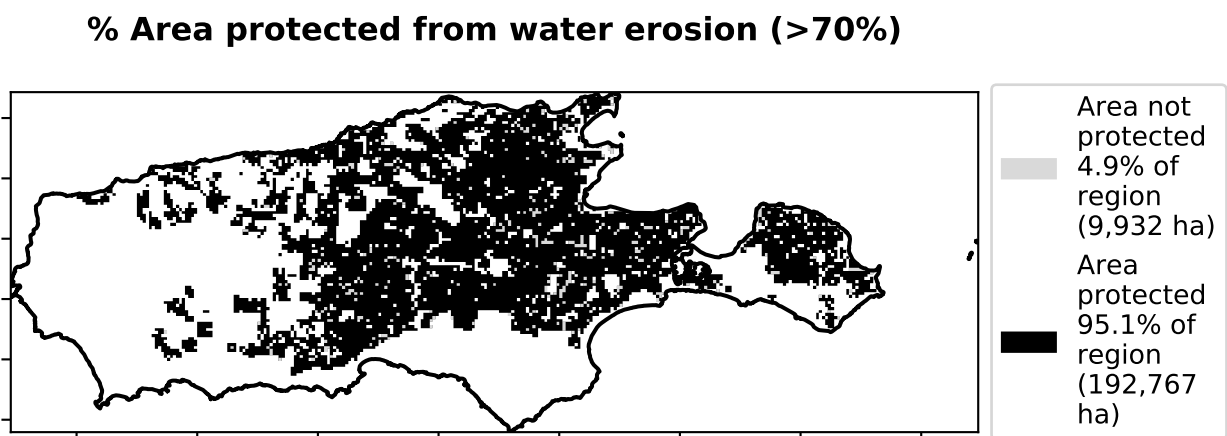 % Area protected from water erosion (>70%)
Area not
protected
4.9% of
region
(9,932 ha)
Area
protected
95.1% of
region
(192,767
ha)